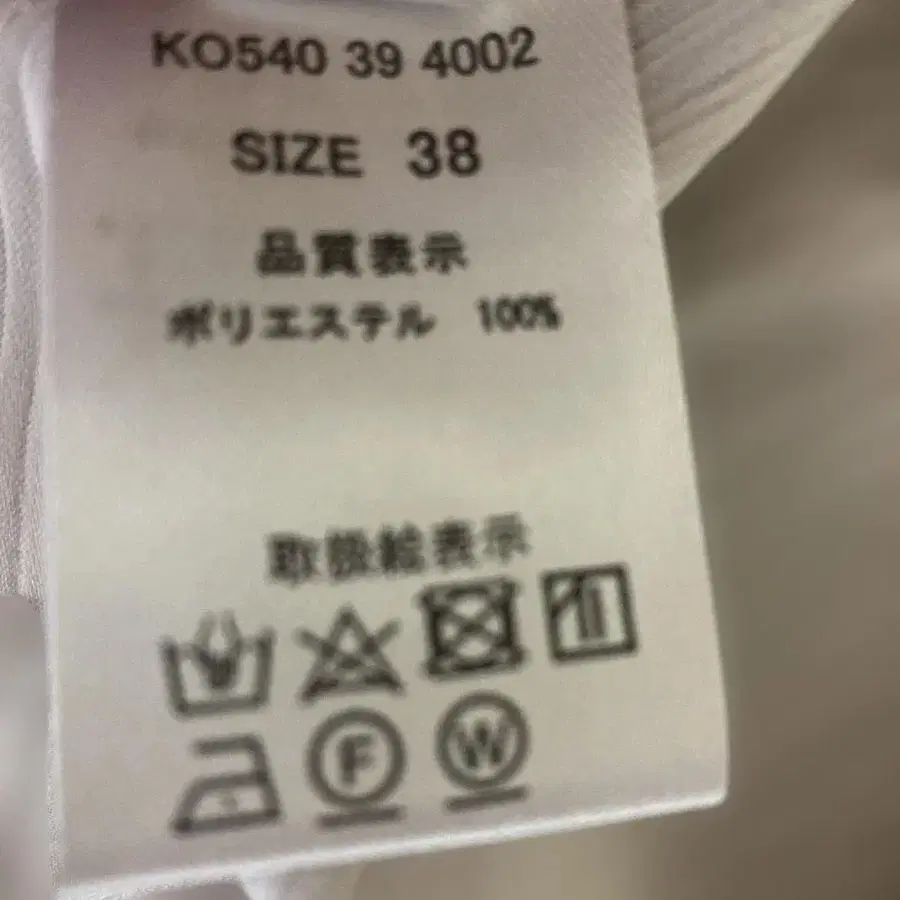 KO540 39 4002
SIZE 38
品質表示
ポリエステル 100%
取扱絵表示
F W